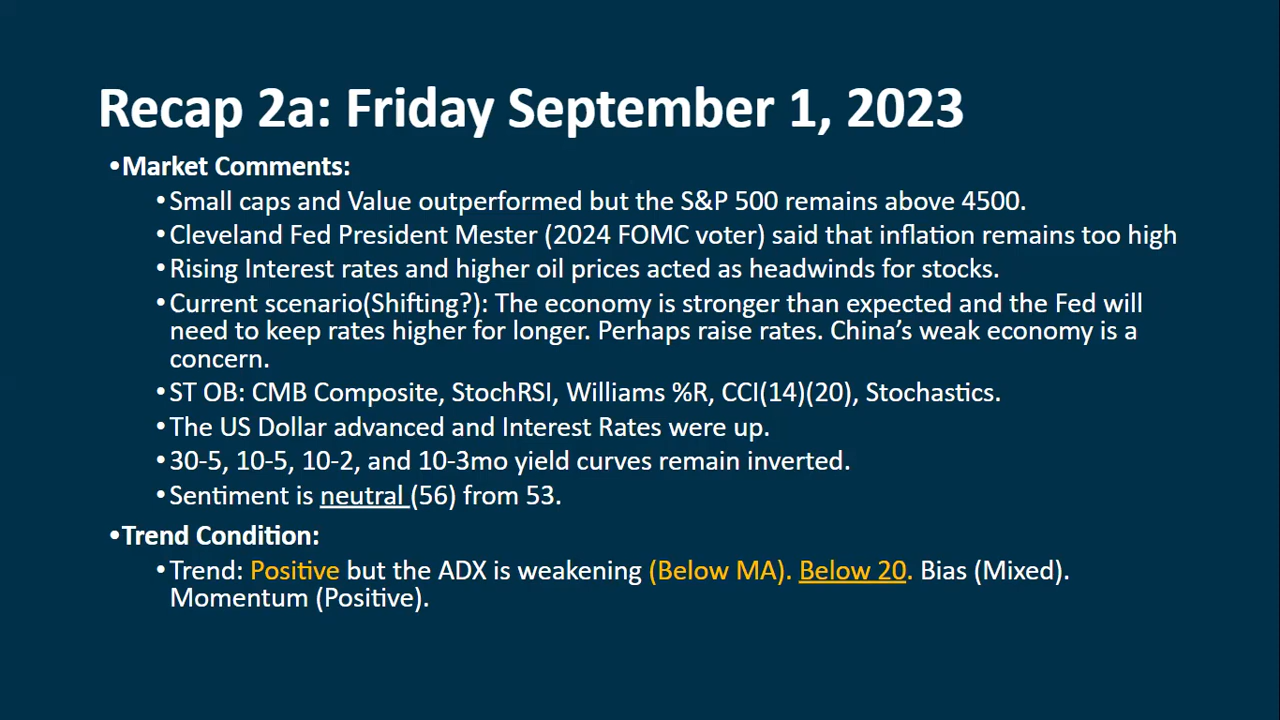 Recap 2a: Friday September 1, 2023
•Market Comments:
•Small caps and Value outperformed but the S&P 500 remains above 4500.
•Cleveland Fed President Mester (2024 FOMC voter) said that inflation remains too high
•Rising Interest rates and higher oil prices acted as headwinds for stocks.
•Current scenario(Shifting?): The economy is stronger than expected and the Fed will
need to keep rates higher for longer. Perhaps raise rates. China’s weak economy is a
concern.
•ST OB: CMB Composite, StochRSI, Williams %R, CCI(14)(20), Stochastics.
•The US Dollar advanced and Interest Rates were up.
•30-5, 10-5, 10-2, and 10-3mo yield curves remain inverted.
•Sentiment is neutral (56) from 53.
•Trend Condition:
•Trend: Positive but the ADX is weakening (Below MA). Below 20. Bias (Mixed).
Momentum (Positive).